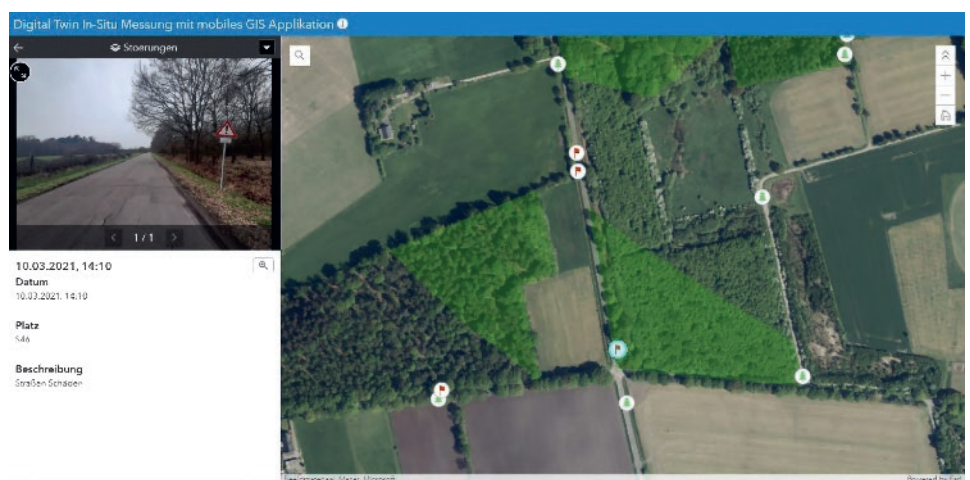 Digital Twin In-Situ Messung mit mobiles GIS Applikation
Stoerungen
1 / 1
10.03.2021, 14:10
Datum
10.03.2021, 14:10
Platz
Beschreibung
Straßen Schäden
Powered by Esri